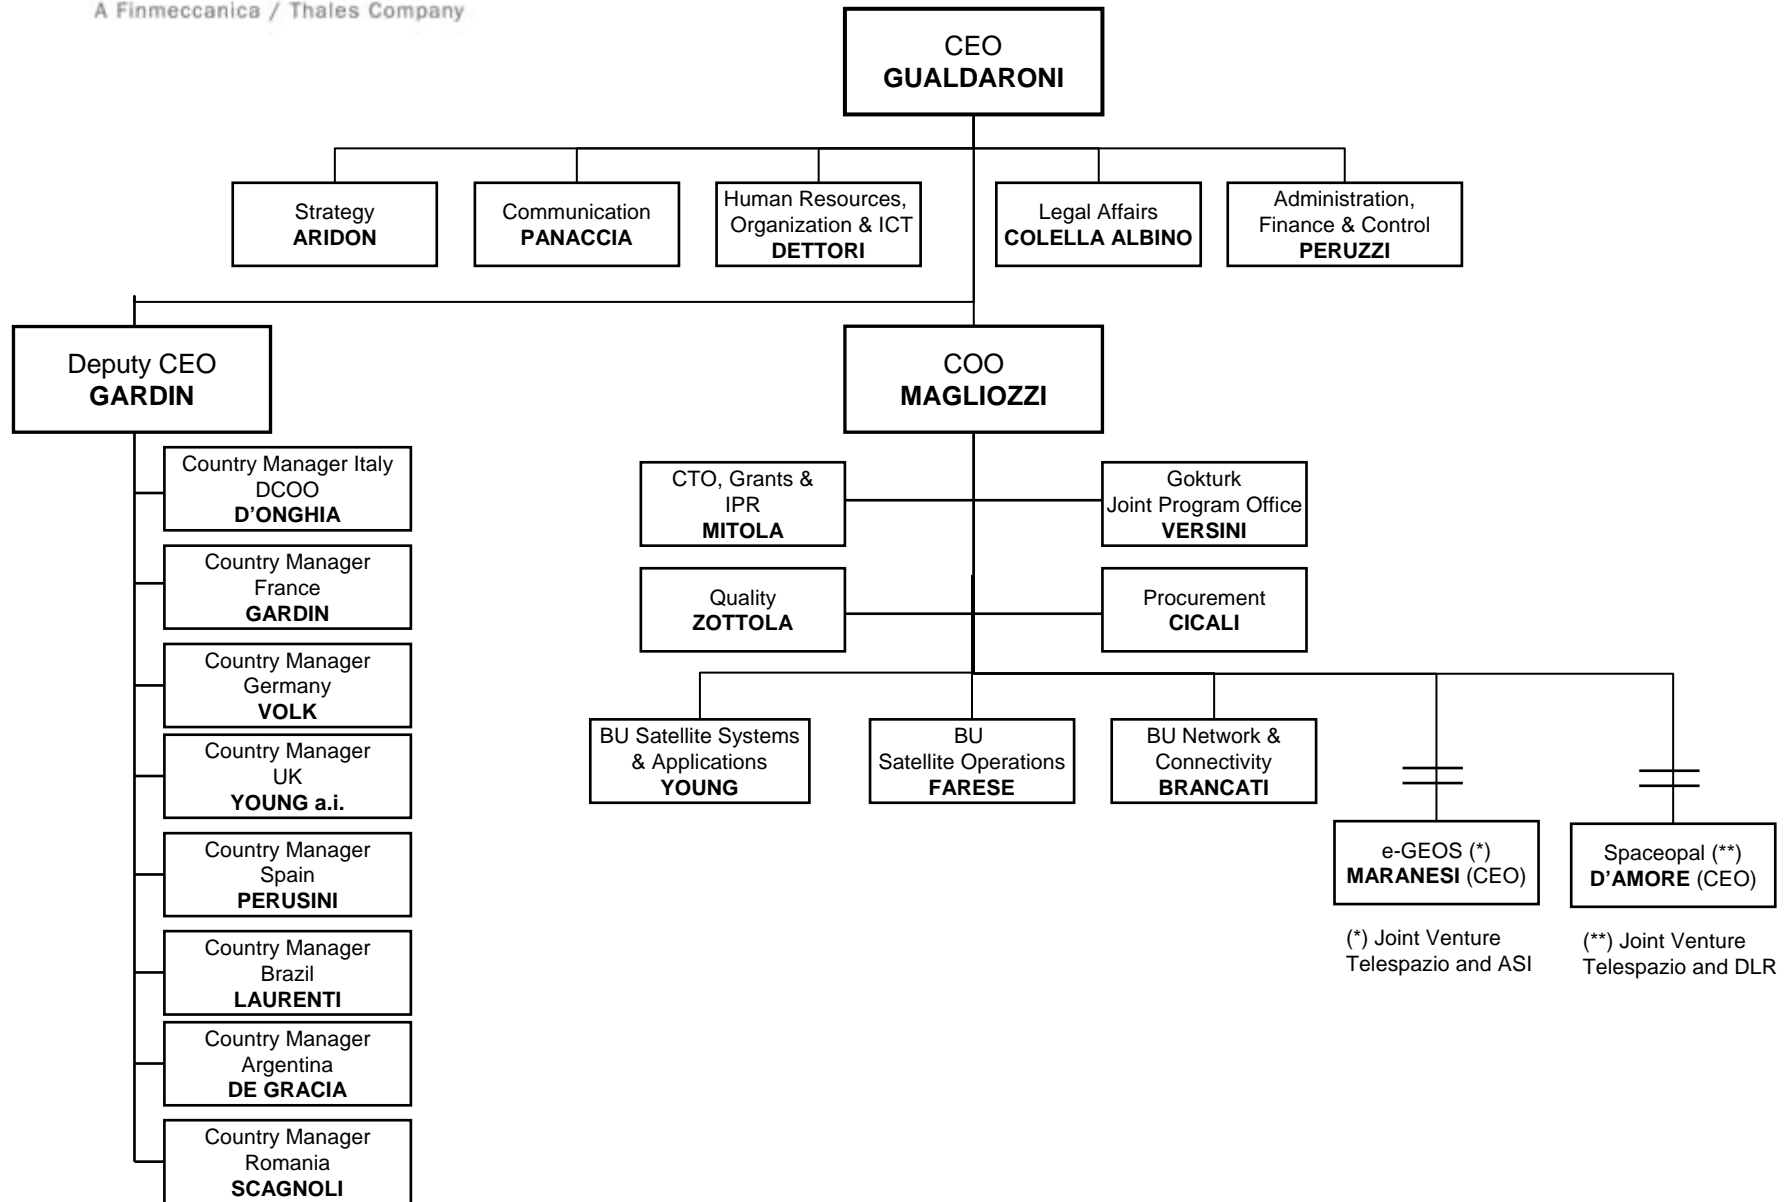 A Finmeccanica / Thales Company
CEO
GUALDARONI
Strategy
ARIDON
Communication
PANACCIA
Human Resources,
Organization & ICT
DETTORI
Legal Affairs
COLELLA ALBINO
Administration,
Finance & Control
PERUZZI
Deputy CEO
GARDIN
COO
MAGLIOZZI
Country Manager Italy
DCOO
D’ONGHIA
Country Manager
France
GARDIN
Country Manager
Germany
VOLK
Country Manager
UK
YOUNG a.i.
Country Manager
Spain
PERUSINI
Country Manager
Brazil
LAURENTI
Country Manager
Argentina
DE GRACIA
Country Manager
Romania
SCAGNOLI
CTO, Grants &
IPR
MITOLA
Gokturk
Joint Program Office
VERSINI
Quality
ZOTTOLA
Procurement
CICALI
BU Satellite Systems
& Applications
YOUNG
BU
Satellite Operations
FARESE
BU Network &
Connectivity
BRANCATI
e-GEOS (*)
MARANESI (CEO)
Spaceopal (**)
D’AMORE (CEO)
(*) Joint Venture
Telespazio and ASI
(**) Joint Venture
Telespazio and DLR